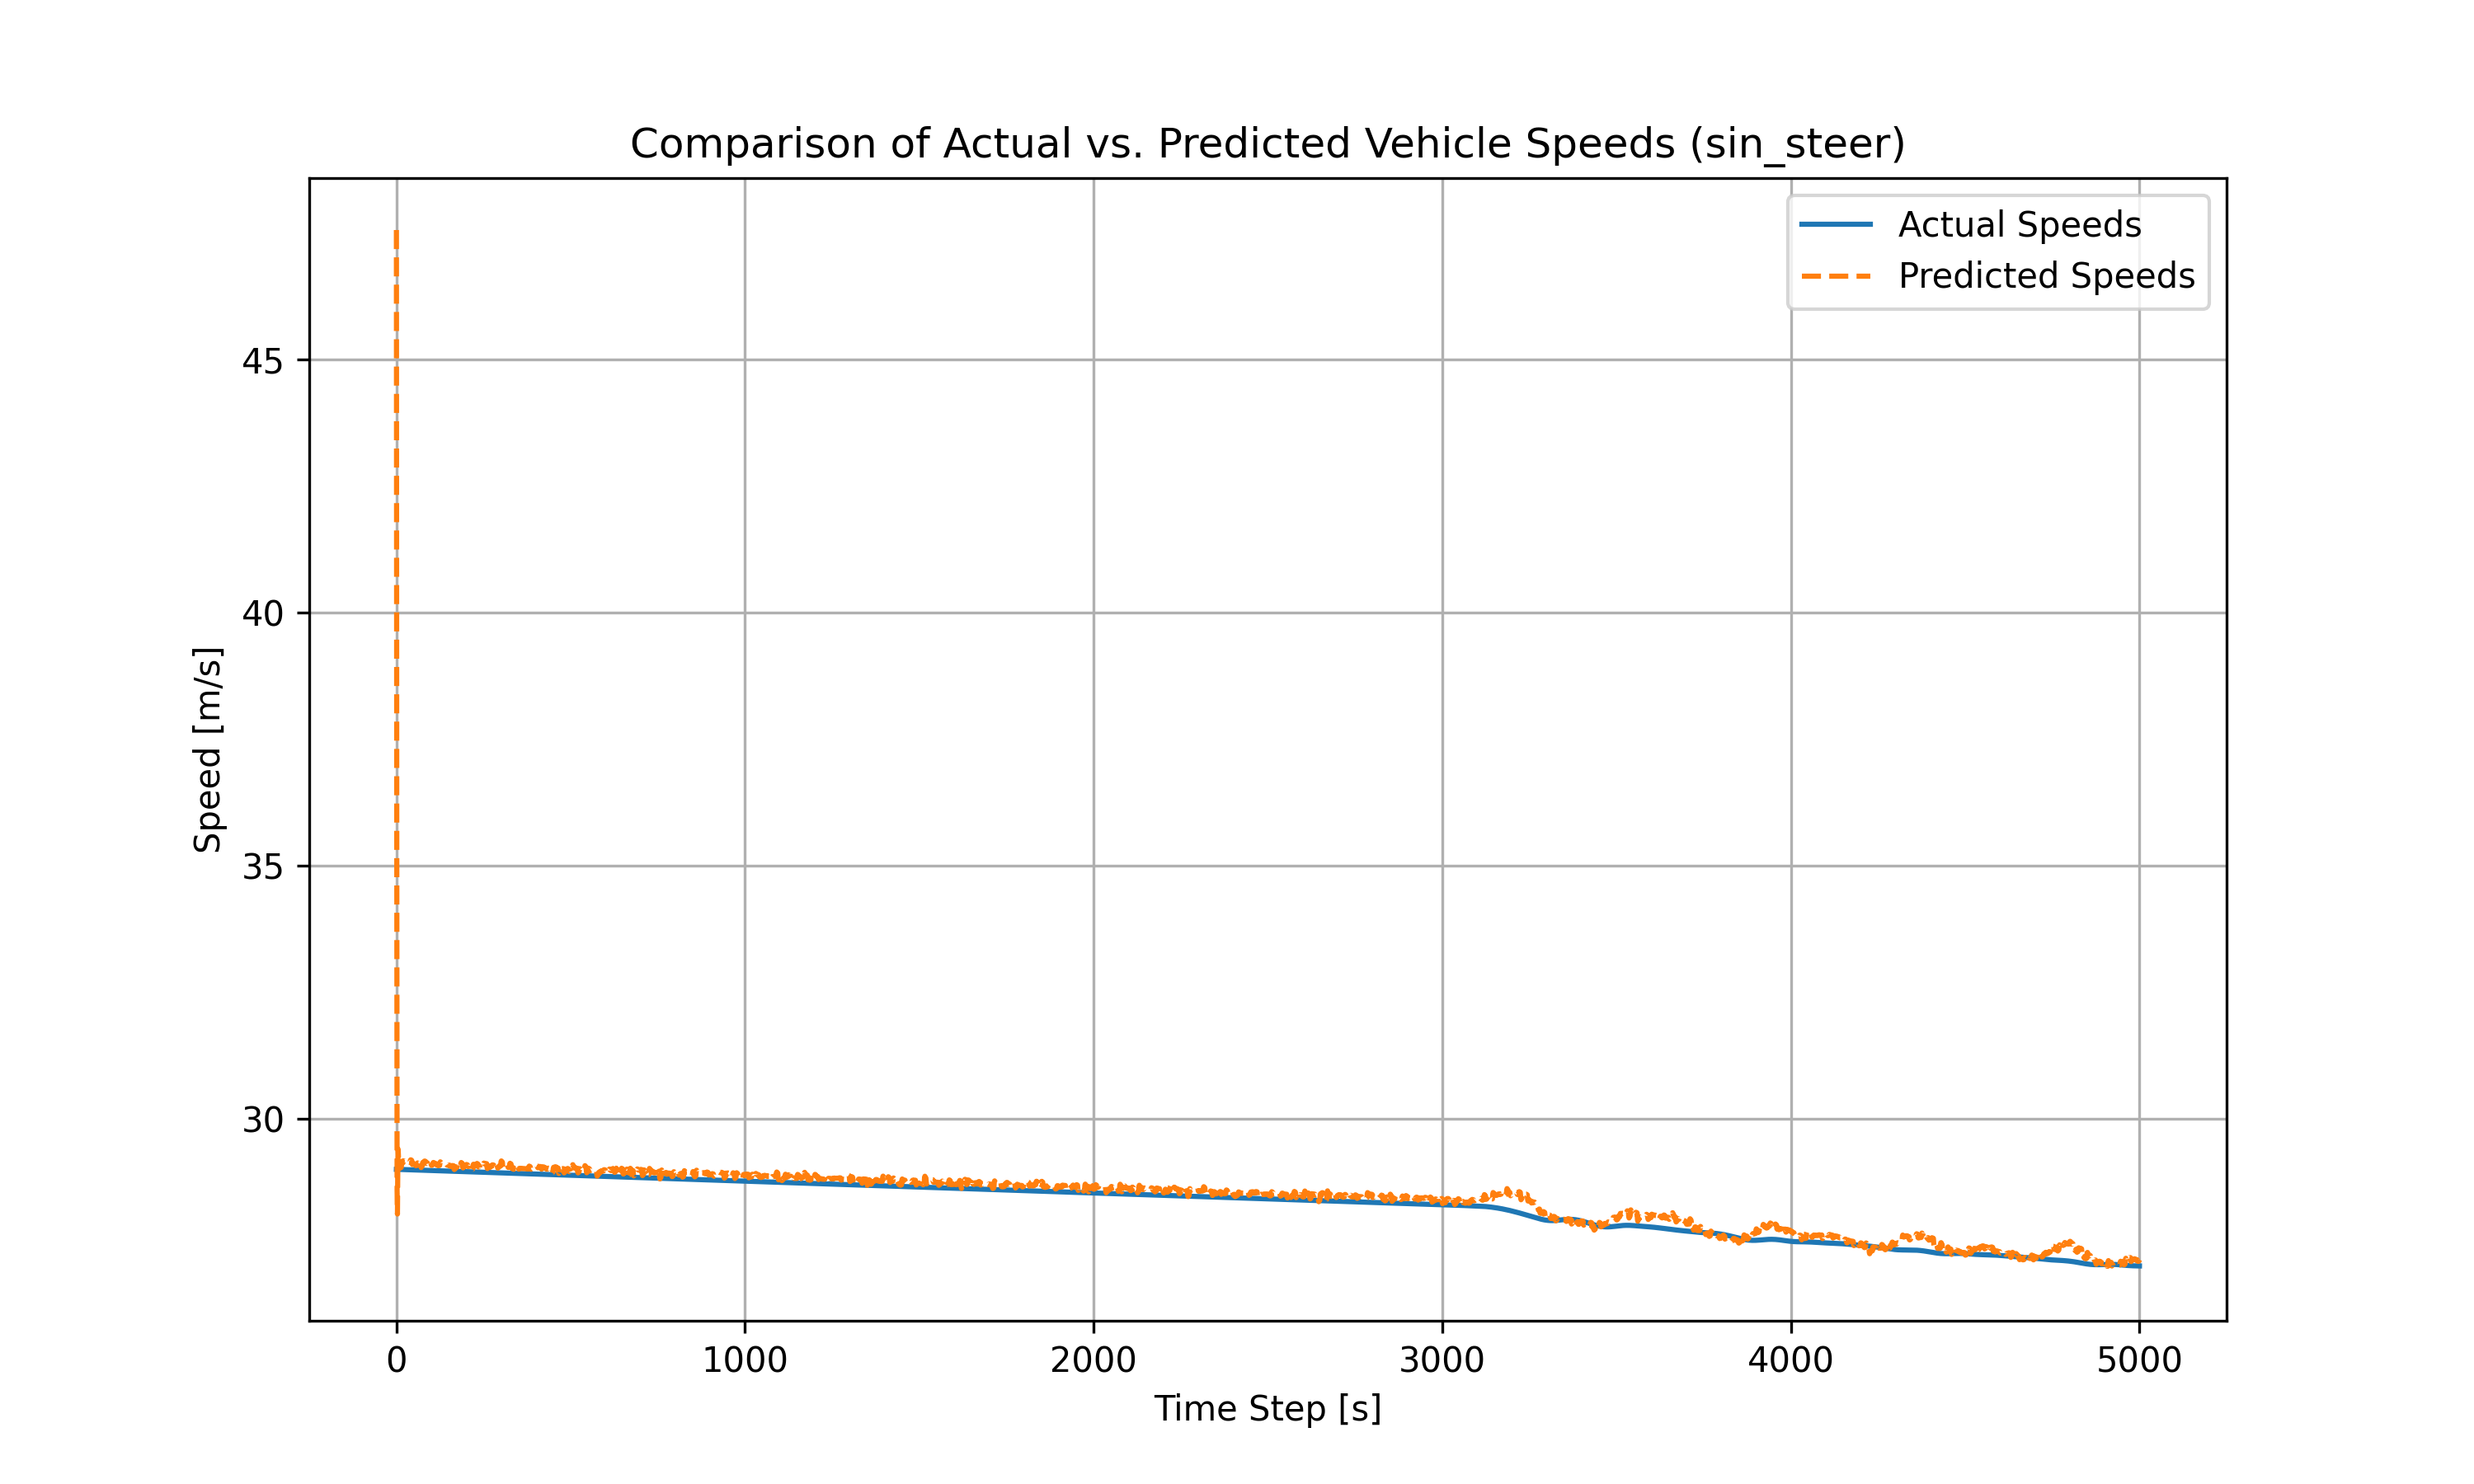 Comparison of Actual vs. Predicted Vehicle Speeds (sin_steer)
Actual Speeds
Predicted Speeds
45
40
35
30
Speed [m/s]
0 1000 2000 3000 4000 5000
Time Step [s]